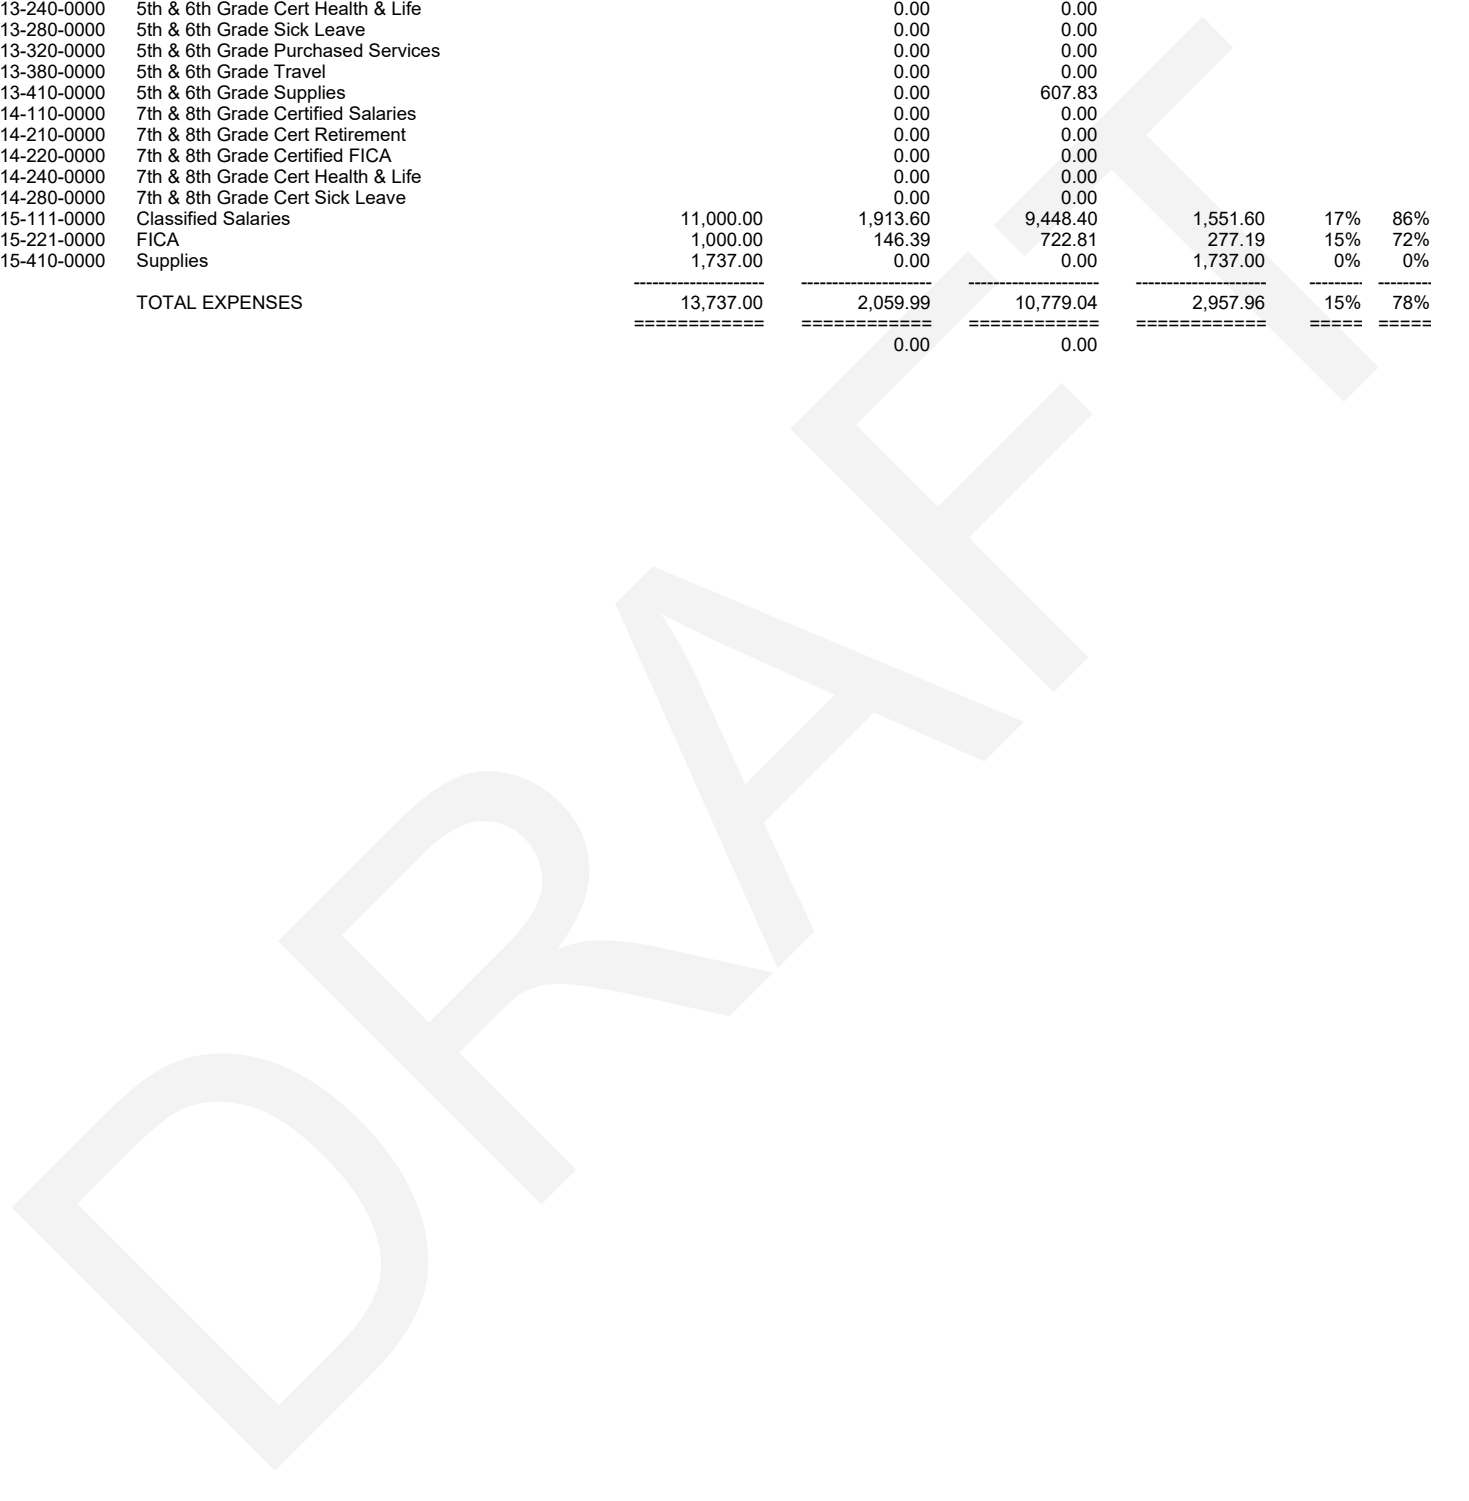 13-240-0000 5th & 6th Grade Cert Health & Life 0.00 0.00
13-280-0000 5th & 6th Grade Sick Leave 0.00 0.00
13-320-0000 5th & 6th Grade Purchased Services 0.00 0.00
13-380-0000 5th & 6th Grade Travel 0.00 0.00
13-410-0000 5th & 6th Grade Supplies 0.00 607.83
14-110-0000 7th & 8th Grade Certified Salaries 0.00 0.00
14-210-0000 7th & 8th Grade Cert Retirement 0.00 0.00
14-220-0000 7th & 8th Grade Certified FICA 0.00 0.00
14-240-0000 7th & 8th Grade Cert Health & Life 0.00 0.00
14-280-0000 7th & 8th Grade Cert Sick Leave 0.00 0.00
15-111-0000 Classified Salaries 11,000.00 1,913.60 9,448.40 1,551.60 17% 86%
15-221-0000 FICA 1,000.00 146.39 722.81 277.19 15% 72%
15-410-0000 Supplies 1,737.00 0.00 0.00 1,737.00 0% 0%
--------------------- --------------------- --------------------- --------------------- --------- ---------
TOTAL EXPENSES 13,737.00 2,059.99 10,779.04 2,957.96 15% 78%
============ ============ ============ ============ ===== =====
0.00 0.00
DRAFT